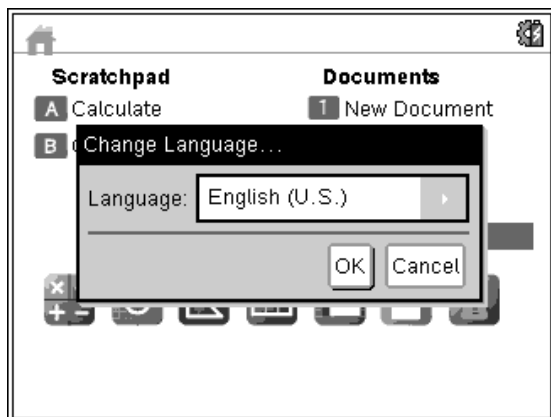 Scratchpad
Documents
A Calculate
1 New Document
B
Change Language...
Language: English (U.S.)
OK Cancel